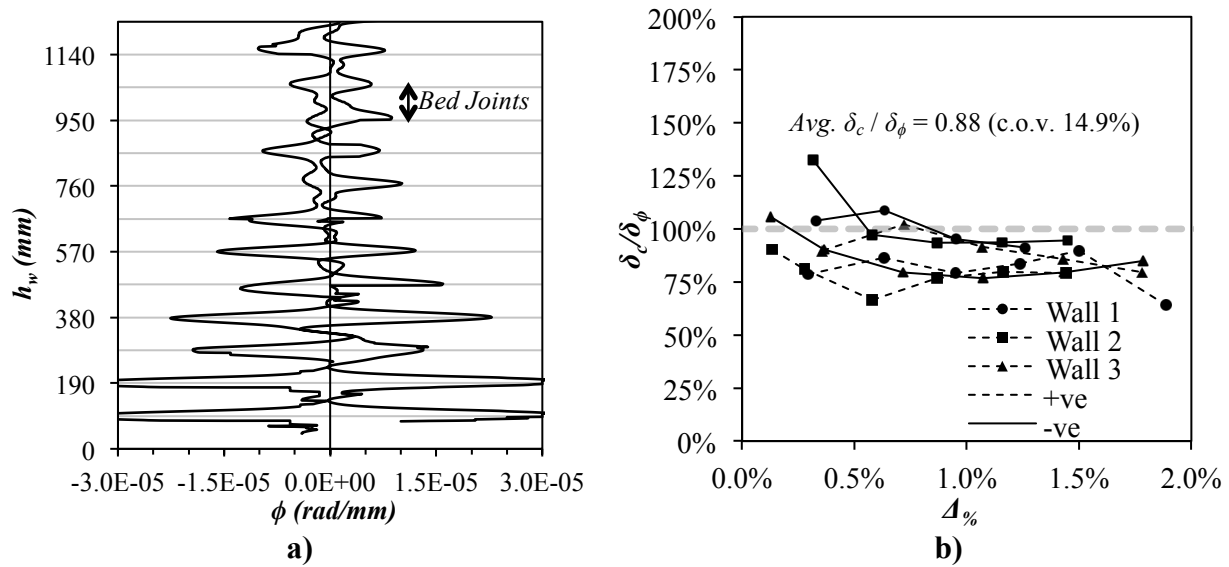 1140
950
760
570
380
190
0
h_w (mm)
Bed Joints
-3.0E-05 -1.5E-05 0.0E+00 1.5E-05 3.0E-05
ϕ (rad/mm)
a)
200%
175%
150%
125%
100%
75%
50%
25%
0%
δ_c/δ_ϕ
Avg. δ_c / δ_ϕ = 0.88 (c.o.v. 14.9%)
Wall 1
Wall 2
Wall 3
+ve
-ve
0.0% 0.5% 1.0% 1.5% 2.0%
Δ_%
b)